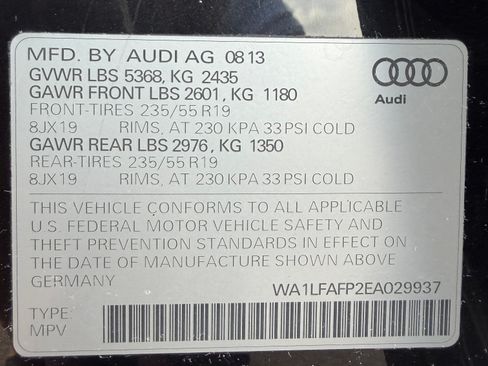 MFD. BY AUDI AG 08 13
GVWR LBS 5368, KG 2435
GAWR FRONT LBS 2601, KG 1180
FRONT-TIRES 235/55 R19
8JX19 RIMS, AT 230 KPA 33 PSI COLD
GAWR REAR LBS 2976, KG 1350
REAR-TIRES 235/55 R19
8JX19 RIMS, AT 230 KPA 33 PSI COLD
Audi
THIS VEHICLE CONFORMS TO ALL APPLICABLE
U.S. FEDERAL MOTOR VEHICLE SAFETY AND
THEFT PREVENTION STANDARDS IN EFFECT ON
THE DATE OF MANUFACTURE SHOWN ABOVE
GERMANY WA1LFAFP2EA029937
TYPE
MPV